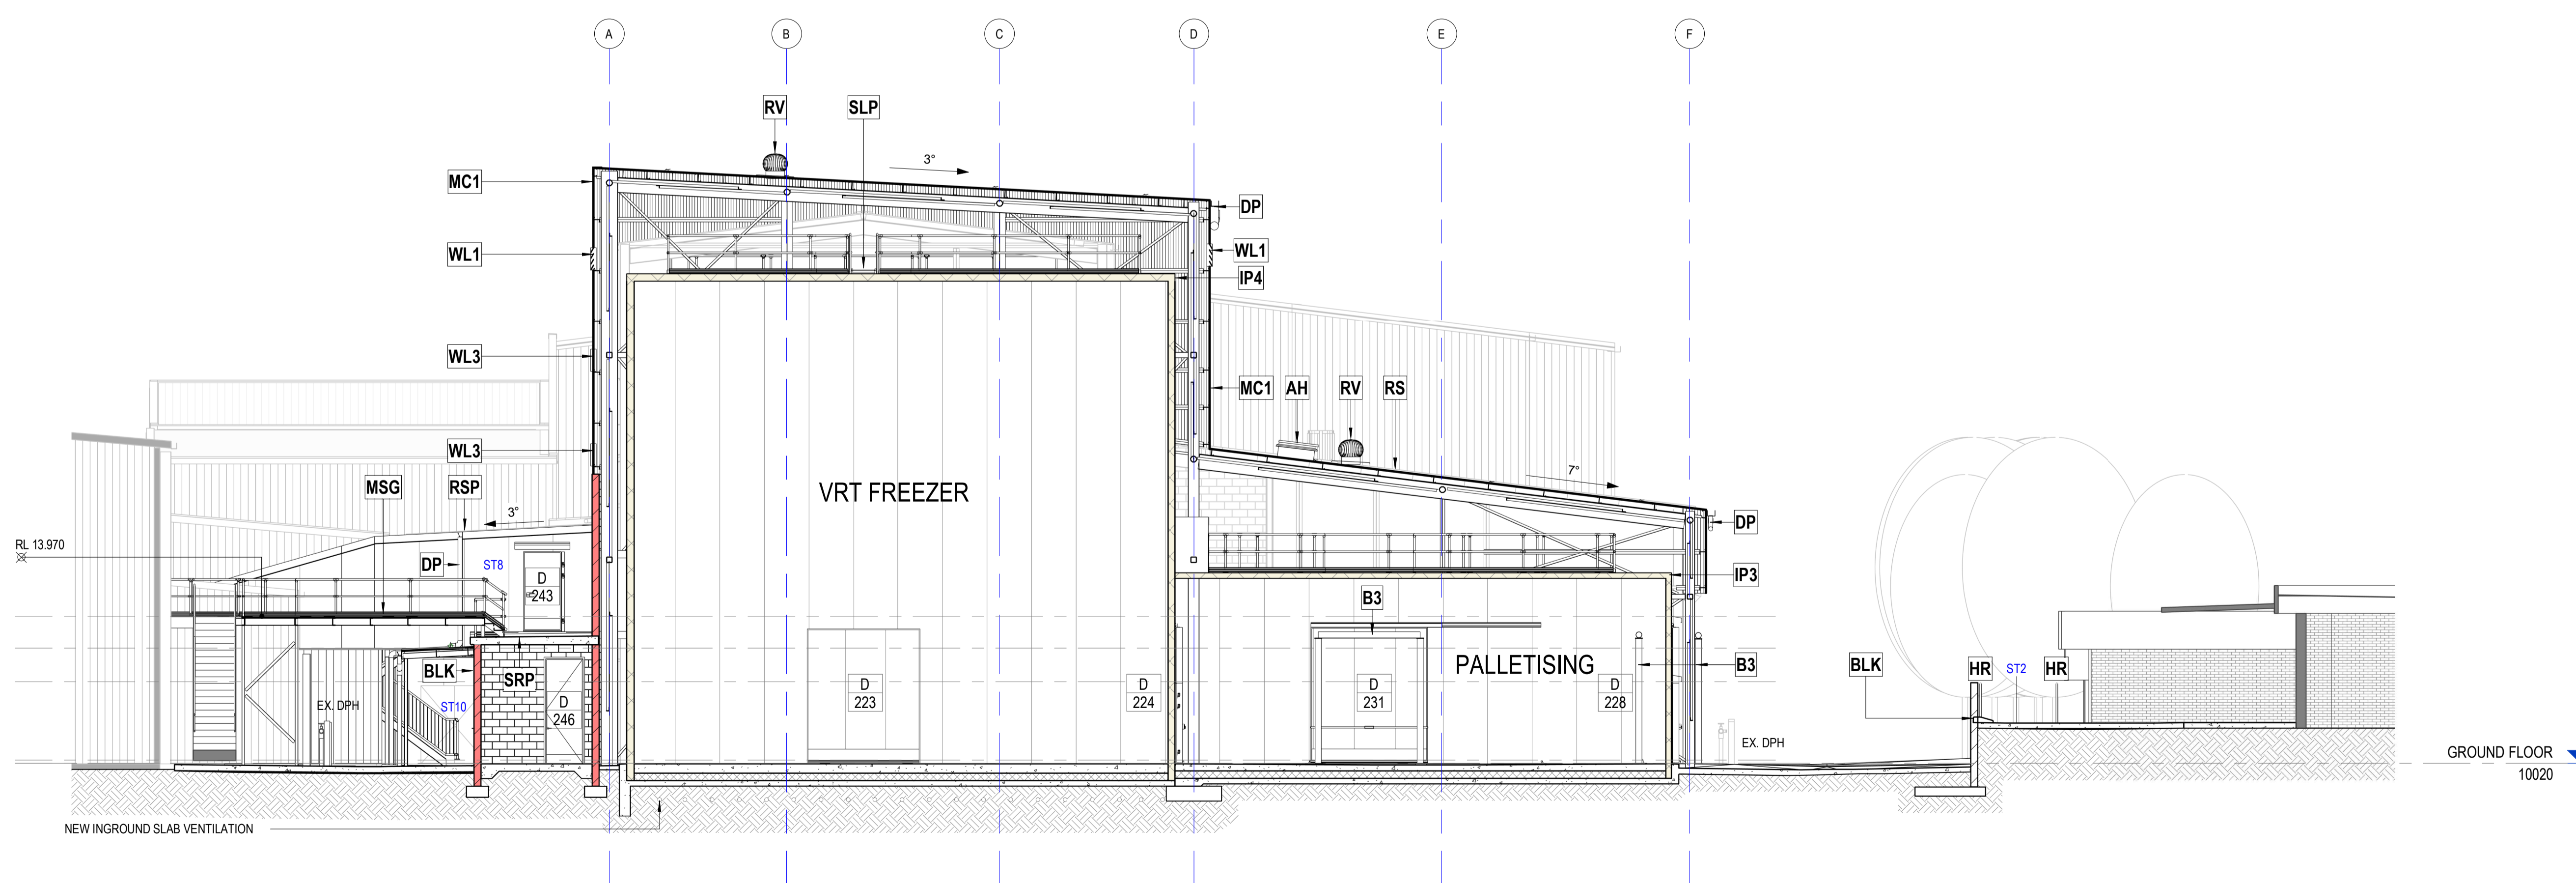 A
B
C
D
E
F
RV
SLP
3°
MC1
DP
WL1
WL1
IP4
WL3
MC1
AH
RV
RS
WL3
7°
MSG
RSP
3°
DP
RL 13.970
DP
ST8
IP3
D
243
B3
VRT FREEZER
PALLETISING
B3
BLK
SRP
BLK
HR
ST2
HR
D
223
D
224
D
231
D
228
D
246
EX. DPH
ST10
EX. DPH
GROUND FLOOR
10020
NEW INGROUND SLAB VENTILATION